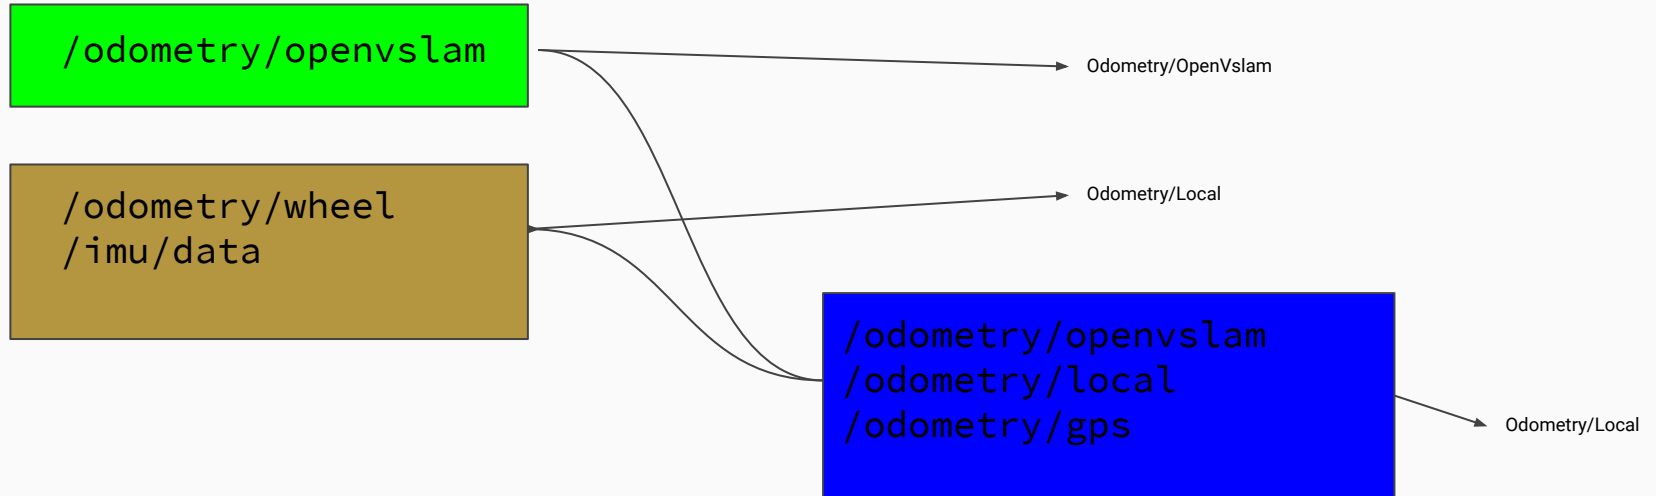 /odometry/openvslam
Odometry/OpenVslam
/odometry/wheel
/imu/data
Odometry/Local
/odometry/openvslam
/odometry/local
/odometry/gps
Odometry/Local